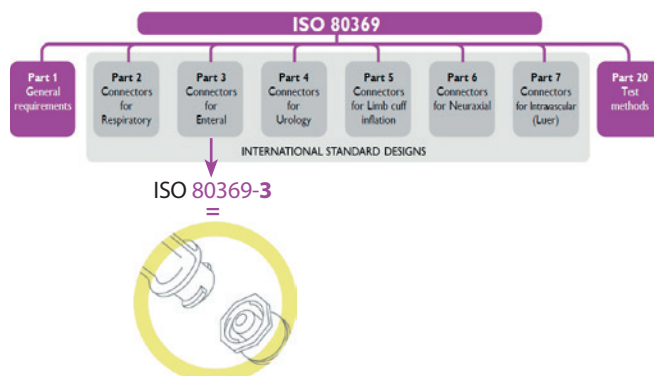 ISO 80369
Part 1
General
requirements
Part 2
Connectors
for
Respiratory
Part 3
Connectors
for
Enteral
Part 4
Connectors
for
Urology
Part 5
Connectors
for Limb cuff
inflation
Part 6
Connectors
for Neuraxial
Part 7
Connectors
for Intravascular
(Luer)
Part 20
Test
methods
INTERNATIONAL STANDARD DESIGNS
ISO 80369-3
=